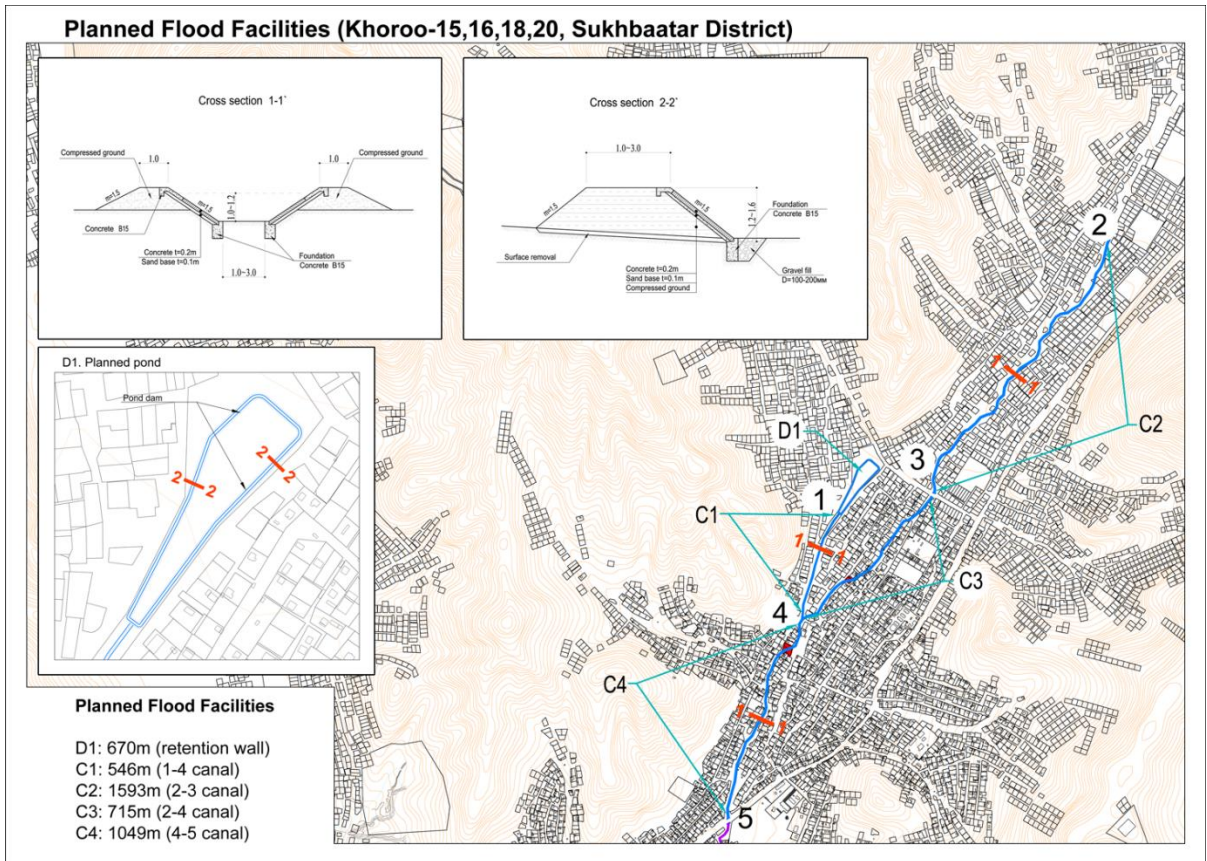 Planned Flood Facilities (Khoroo-15,16,18,20, Sukhbaatar District)
Cross section 1-1`
Compressed ground
1.0
1.0
Compressed ground
m=1.5
m=1.5
m=1.5
1.0~1.2
Concrete B15
Concrete t=0.2m
Sand base t=0.1m
1.0~3.0
Foundation
Concrete B15
Cross section 2-2`
1.0~3.0
m=1.5
m=1.5
1.2~1.6
Foundation
Concrete B15
Surface removal
Concrete t=0.2m
Sand base t=0.1m
Compressed ground
Gravel fill
D=100-200мм
D1. Planned pond
Pond dam
2 2
2 2
2
1 1
C2
D1
3
1
C1
1 1
C3
4
C4
1 1
5
Planned Flood Facilities
D1: 670m (retention wall)
C1: 546m (1-4 canal)
C2: 1593m (2-3 canal)
C3: 715m (2-4 canal)
C4: 1049m (4-5 canal)